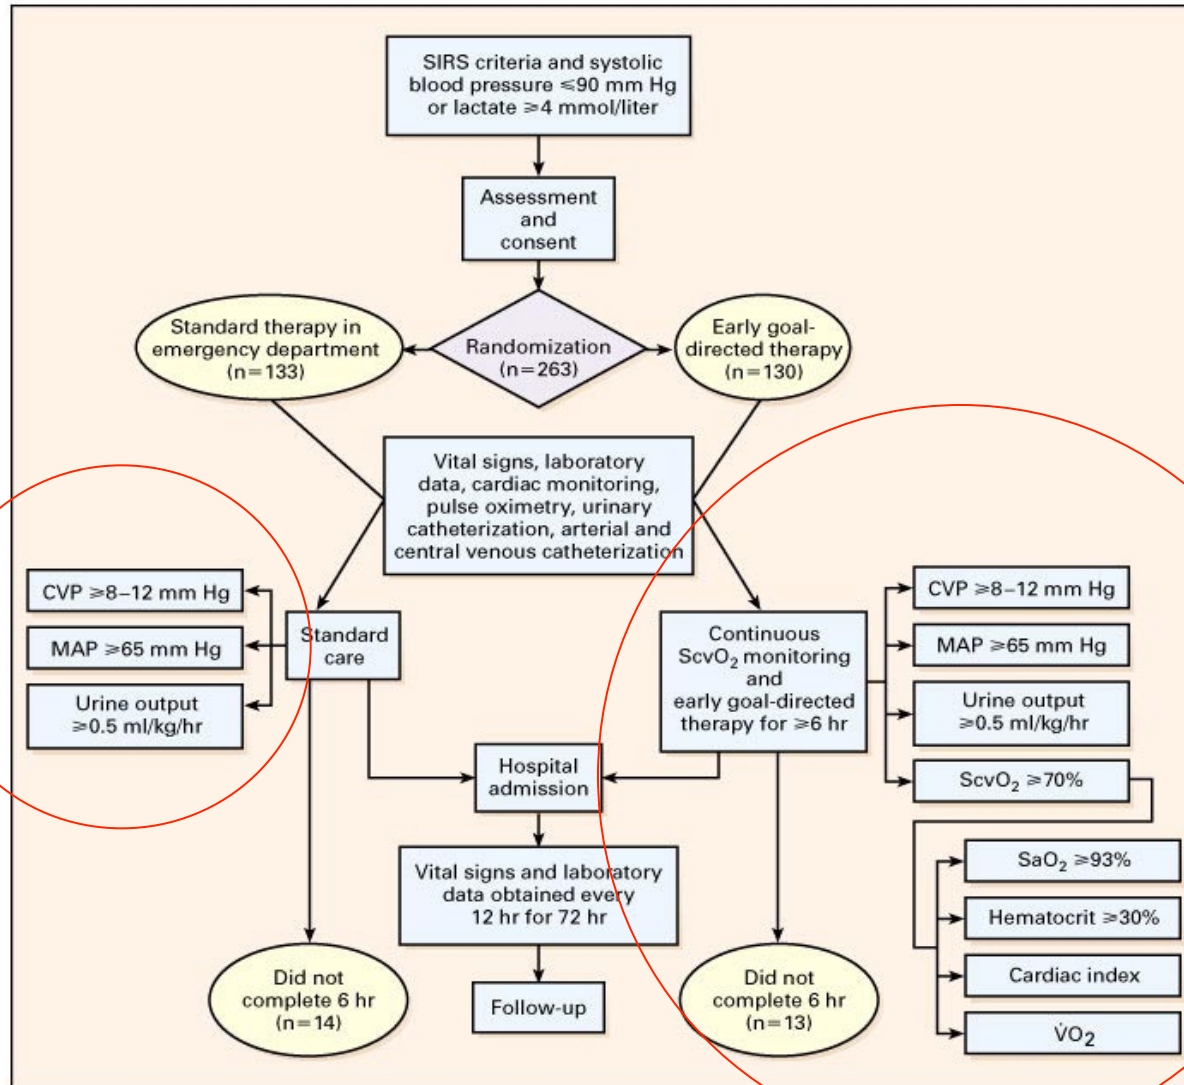 SIRS criteria and systolic
blood pressure ≤90 mm Hg
or lactate ≥4 mmol/liter
Assessment
and
consent
Standard therapy in
emergency department
(n=133)
Randomization
(n=263)
Early goal-
directed therapy
(n=130)
Vital signs, laboratory
data, cardiac monitoring,
pulse oximetry, urinary
catheterization, arterial and
central venous catheterization
CVP ≥8–12 mm Hg
MAP ≥65 mm Hg
Urine output
≥0.5 ml/kg/hr
Standard
care
Continuous
ScvO₂ monitoring
and
early goal-directed
therapy for ≥6 hr
CVP ≥8–12 mm Hg
MAP ≥65 mm Hg
Urine output
≥0.5 ml/kg/hr
ScvO₂ ≥70%
Hospital
admission
SaO₂ ≥93%
Hematocrit ≥30%
Cardiac index
V̇O₂
Vital signs and laboratory
data obtained every
12 hr for 72 hr
Did not
complete 6 hr
(n=14)
Follow-up
Did not
complete 6 hr
(n=13)